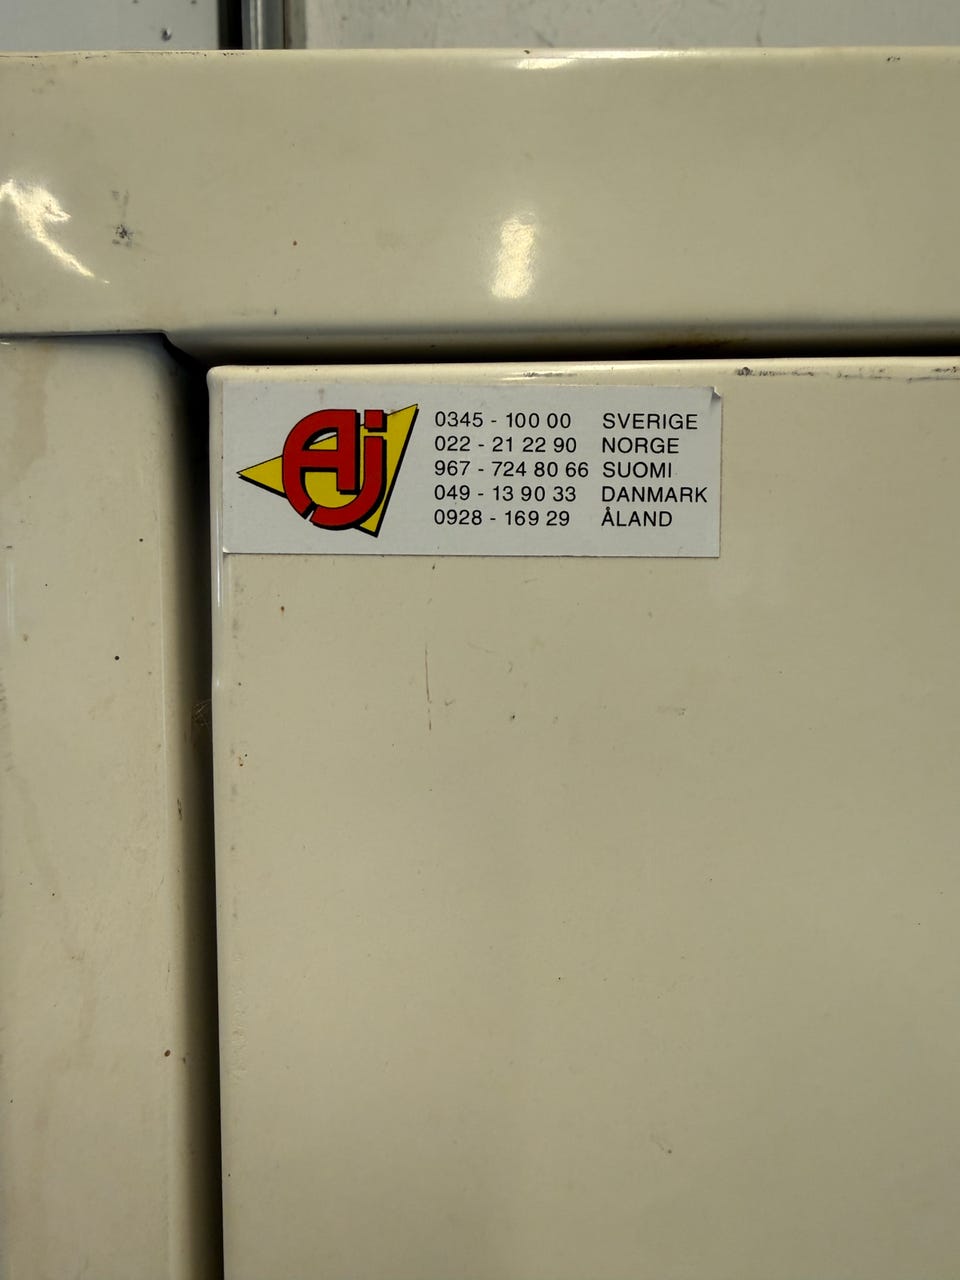 Aj
0345 - 100 00 SVERIGE
022 - 21 22 90 NORGE
967 - 724 80 66 SUOMI
049 - 13 90 33 DANMARK
0928 - 169 29 ÅLAND